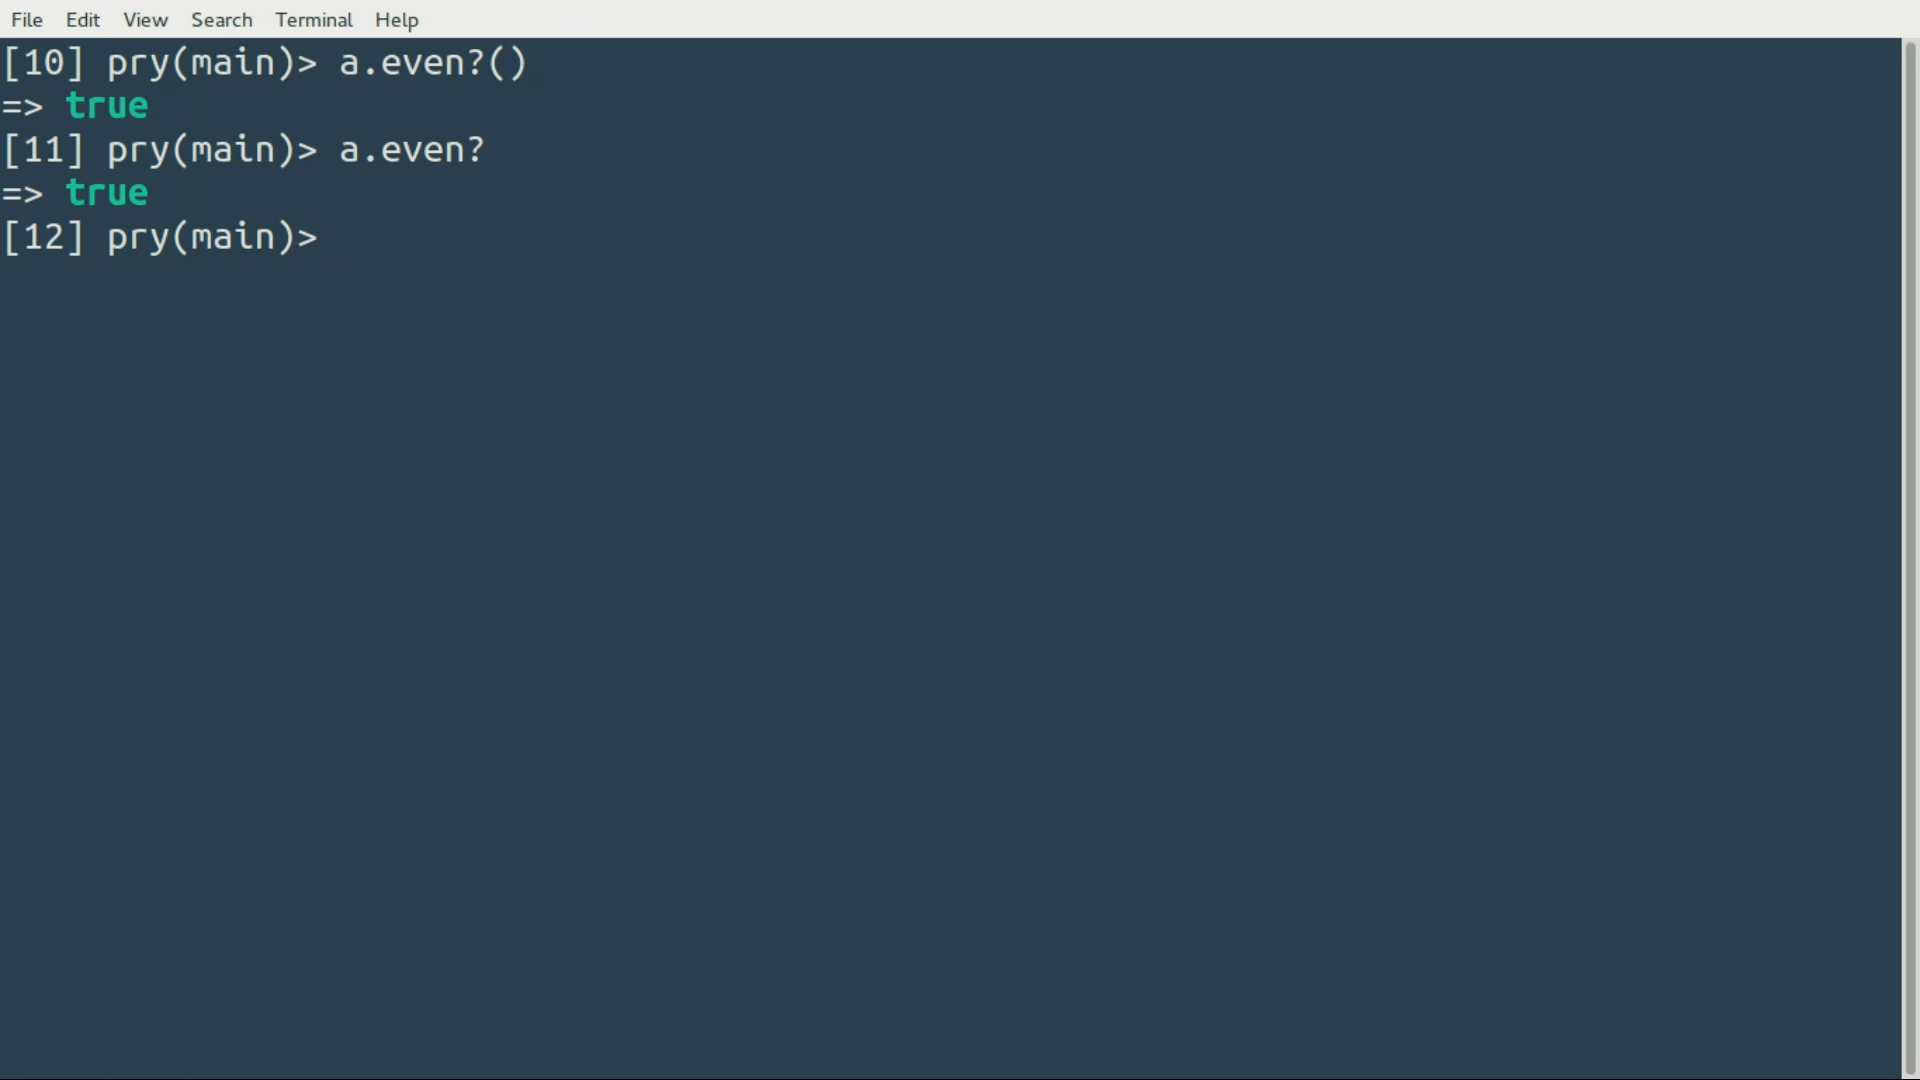 File Edit View Search Terminal Help
[10] pry(main)> a.even?()
=> true
[11] pry(main)> a.even?
=> true
[12] pry(main)>